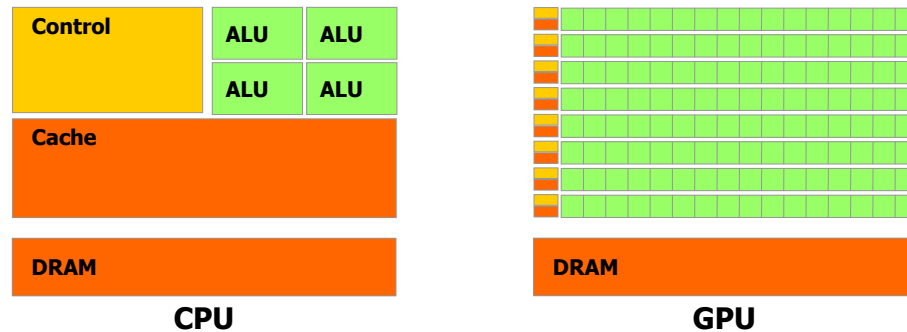 Control
ALU ALU
ALU ALU
Cache
DRAM
DRAM
CPU
GPU